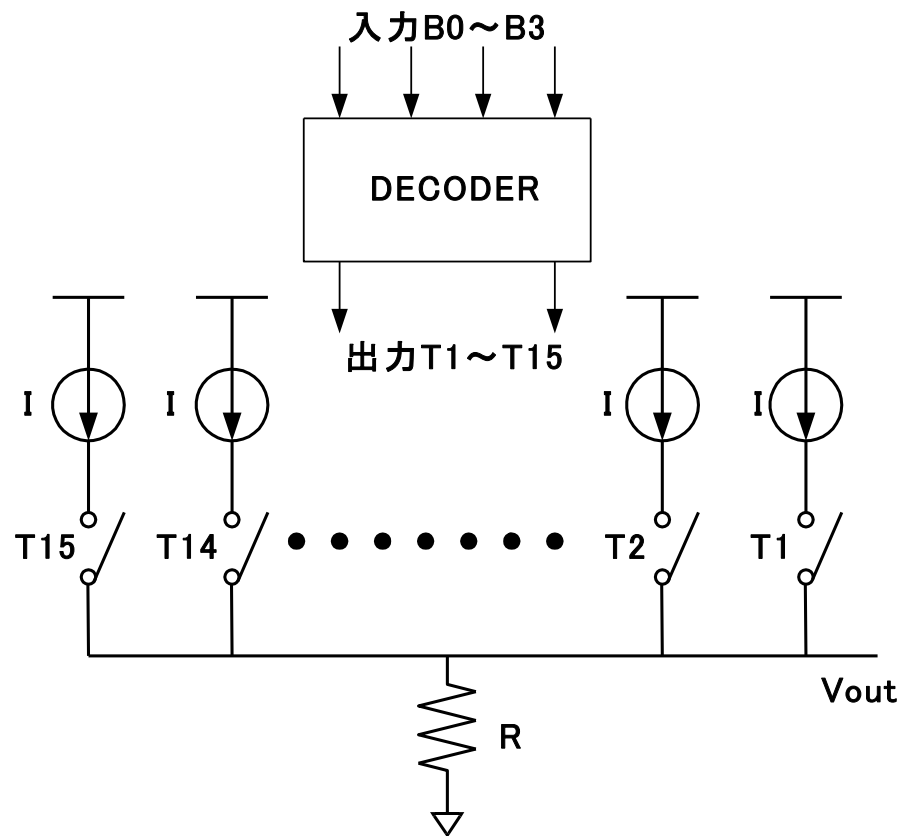 入力B0～B3
DECODER
出力T1～T15
I
I
I
I
T15
T14
T2
T1
Vout
R